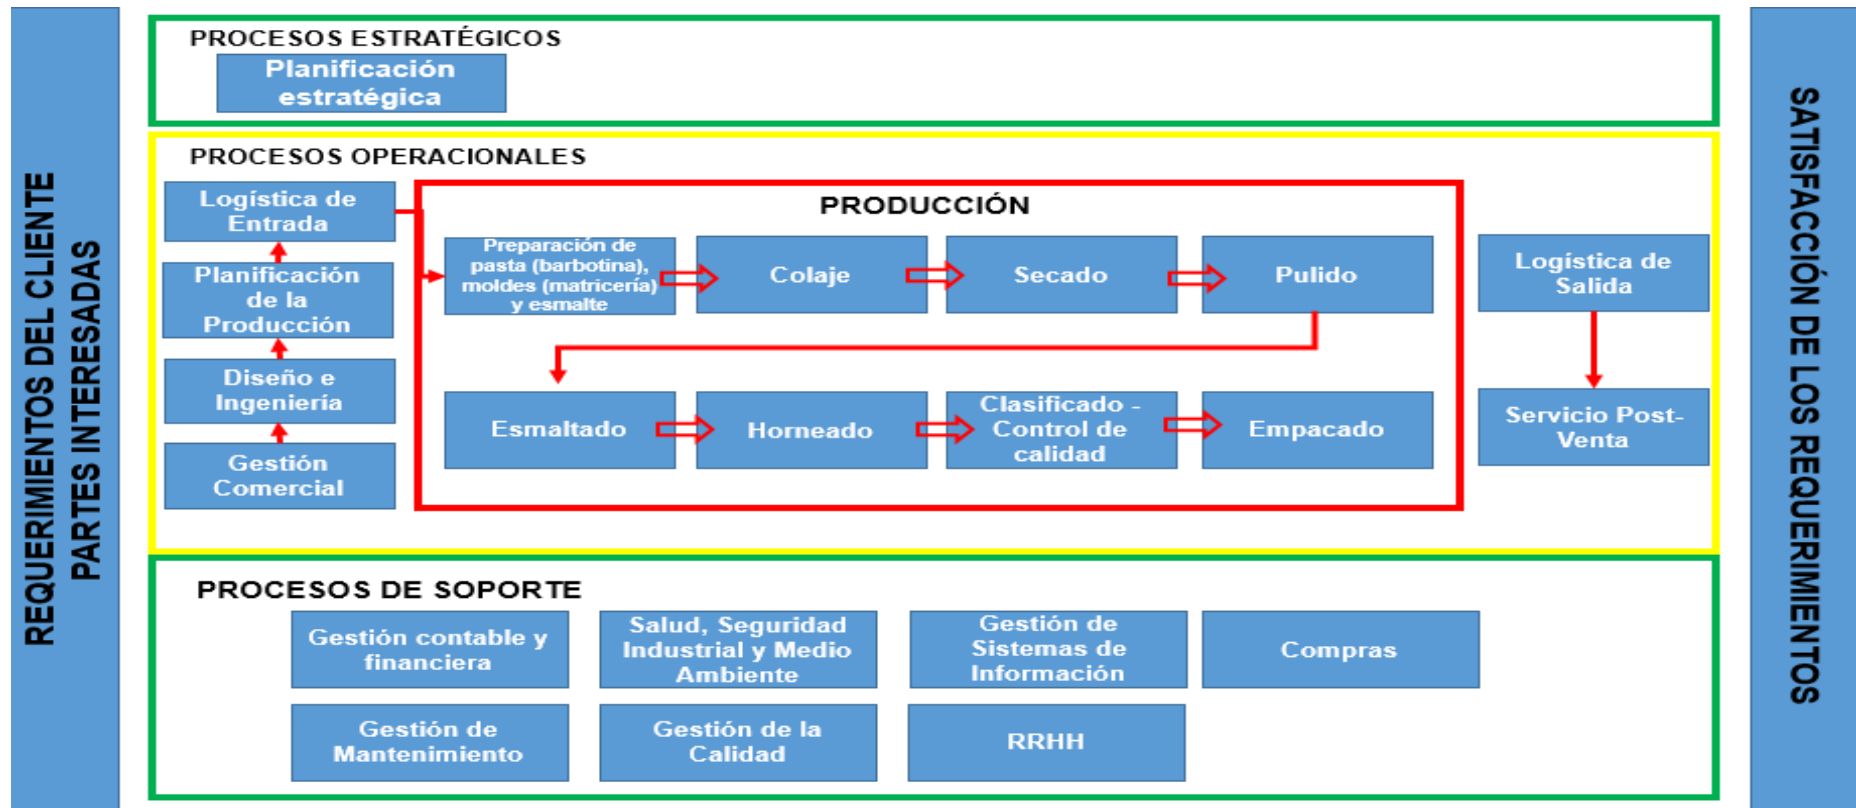 REQUERIMIENTOS DEL CLIENTE
PARTES INTERESADAS
PROCESOS ESTRATÉGICOS
Planificación
estratégica
PROCESOS OPERACIONALES
Logística de
Entrada
Planificación
de la
Producción
Diseño e
Ingeniería
Gestión
Comercial
PRODUCCIÓN
Preparación de
pasta (barbotina),
moldes (matricería)
y esmalte
Colaje
Secado
Pulido
Esmaltado
Horneado
Clasificado -
Control de
calidad
Empacado
Logística de
Salida
Servicio Post-
Venta
PROCESOS DE SOPORTE
Gestión contable y
financiera
Salud, Seguridad
Industrial y Medio
Ambiente
Gestión de
Sistemas de
Información
Compras
Gestión de
Mantenimiento
Gestión de la
Calidad
RRHH
SATISFACCIÓN DE LOS REQUERIMIENTOS